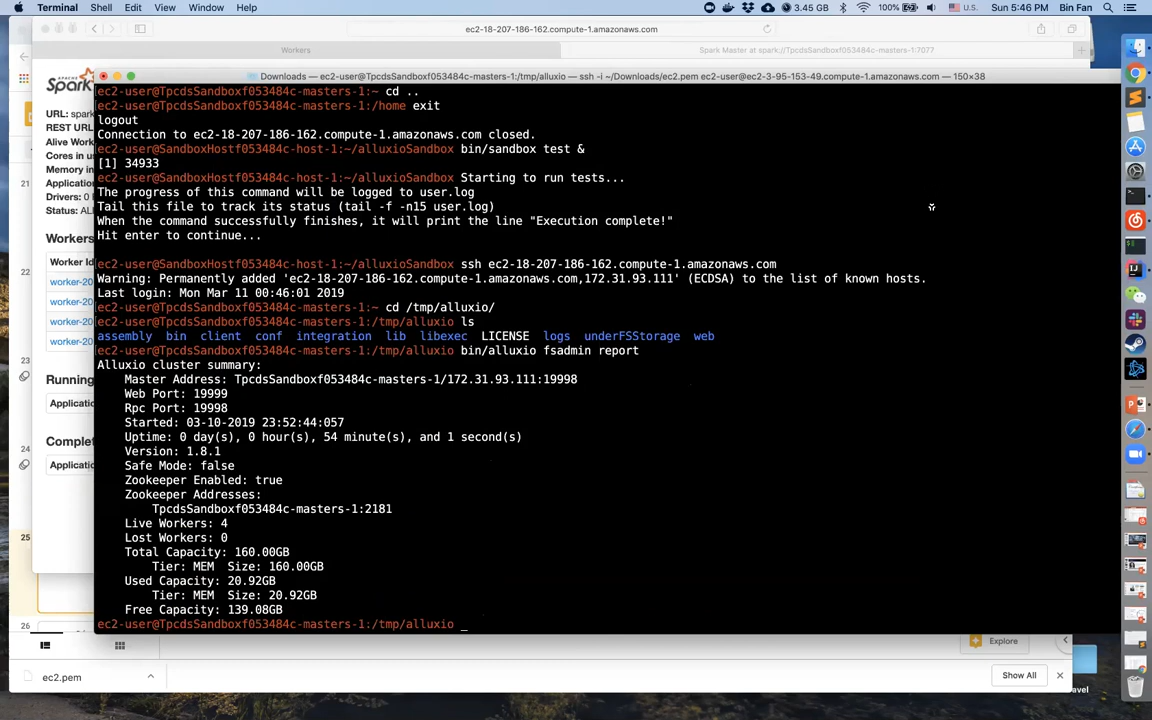 Terminal Shell Edit View Window Help
3.45 GB 100% U.S. Sun 5:46 PM Bin Fan
ec2-18-207-186-162.compute-1.amazonaws.com
Workers
Spark Master at spark://TpcdsSandboxf053484c-masters-1:7077
Downloads — ec2-user@TpcdsSandboxf053484c-masters-1:/tmp/alluxio — ssh -i ~/Downloads/ec2.pem ec2-user@ec2-3-95-153-49.compute-1.amazonaws.com — 150×38
APACHE
Spark
URL: spark
REST URL
Alive Work
Cores in us
Memory in
Application
Drivers: 0
Status: AL
21
Workers
Worker Id
22
worker-20
worker-20
worker-20
worker-20
23
Running
Application
Completed
24
Application
25
26
ec2-user@TpcdsSandboxf053484c-masters-1:~ cd ..
ec2-user@TpcdsSandboxf053484c-masters-1:/home exit
logout
Connection to ec2-18-207-186-162.compute-1.amazonaws.com closed.
ec2-user@SandboxHostf053484c-host-1:~/alluxioSandbox bin/sandbox test &
[1] 34933
ec2-user@SandboxHostf053484c-host-1:~/alluxioSandbox Starting to run tests...
The progress of this command will be logged to user.log
Tail this file to track its status (tail -f -n15 user.log)
When the command successfully finishes, it will print the line "Execution complete!"
Hit enter to continue...
ec2-user@SandboxHostf053484c-host-1:~/alluxioSandbox ssh ec2-18-207-186-162.compute-1.amazonaws.com
Warning: Permanently added 'ec2-18-207-186-162.compute-1.amazonaws.com,172.31.93.111' (ECDSA) to the list of known hosts.
Last login: Mon Mar 11 00:46:01 2019
ec2-user@TpcdsSandboxf053484c-masters-1:~ cd /tmp/alluxio/
ec2-user@TpcdsSandboxf053484c-masters-1:/tmp/alluxio ls
assembly bin client conf integration lib libexec LICENSE logs underFSStorage web
ec2-user@TpcdsSandboxf053484c-masters-1:/tmp/alluxio bin/alluxio fsadmin report
Alluxio cluster summary:
Master Address: TpcdsSandboxf053484c-masters-1/172.31.93.111:19998
Web Port: 19999
Rpc Port: 19998
Started: 03-10-2019 23:52:44:057
Uptime: 0 day(s), 0 hour(s), 54 minute(s), and 1 second(s)
Version: 1.8.1
Safe Mode: false
Zookeeper Enabled: true
Zookeeper Addresses:
TpcdsSandboxf053484c-masters-1:2181
Live Workers: 4
Lost Workers: 0
Total Capacity: 160.00GB
Tier: MEM Size: 160.00GB
Used Capacity: 20.92GB
Tier: MEM Size: 20.92GB
Free Capacity: 139.08GB
ec2-user@TpcdsSandboxf053484c-masters-1:/tmp/alluxio _
Explore
ec2.pem
Show All
avel